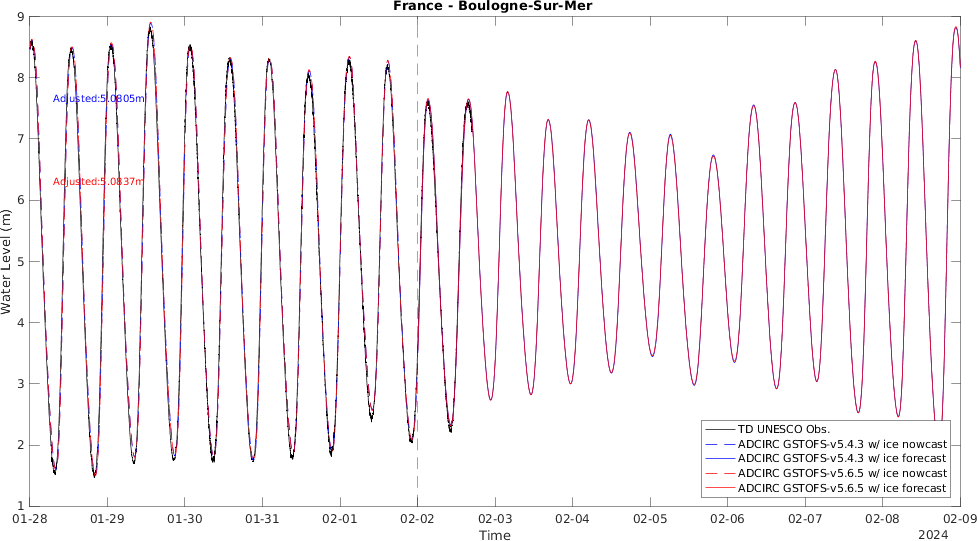 France - Boulogne-Sur-Mer
9
8
Adjusted:5.0805m
7
Adjusted:5.0837m
6
5
4
3
2
1
Water Level (m)
TD UNESCO Obs.
ADCIRC GSTOFS-v5.4.3 w/ ice nowcast
ADCIRC GSTOFS-v5.4.3 w/ ice forecast
ADCIRC GSTOFS-v5.6.5 w/ ice nowcast
ADCIRC GSTOFS-v5.6.5 w/ ice forecast
01-28 01-29 01-30 01-31 02-01 02-02 02-03 02-04 02-05 02-06 02-07 02-08 02-09
Time
2024